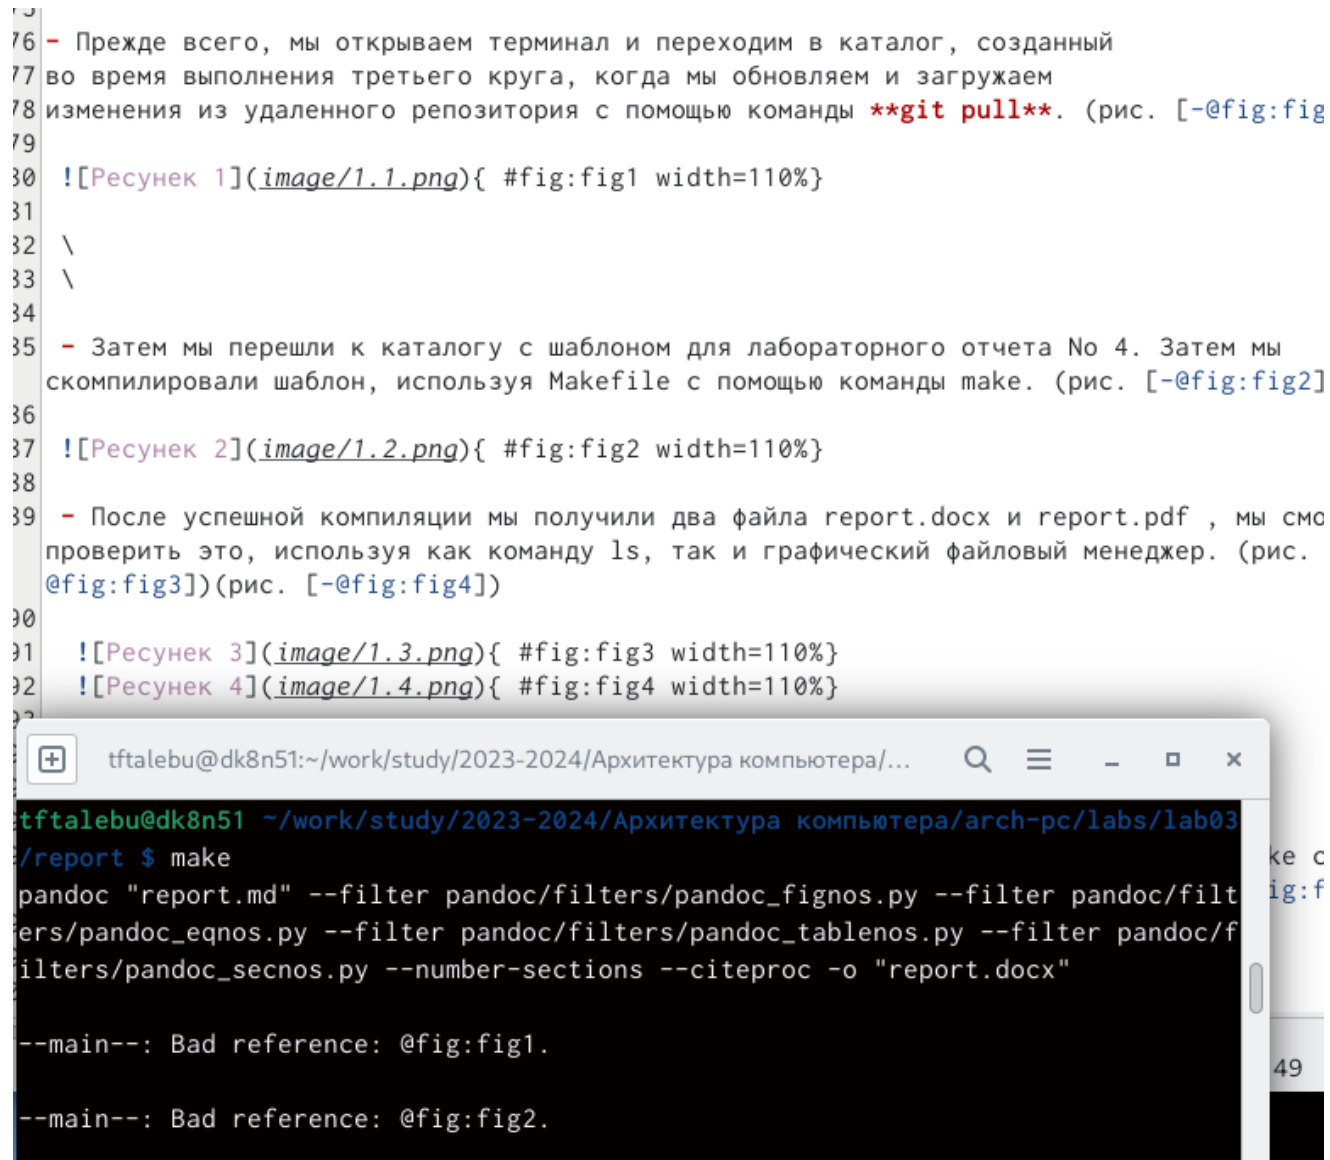 76 - Прежде всего, мы открываем терминал и переходим в каталог, созданный
77 во время выполнения третьего круга, когда мы обновляем и загружаем
78 изменения из удаленного репозитория с помощью команды **git pull**. (рис. [-@fig:fig
79
80 ![Ресунек 1](image/1.1.png){ #fig:fig1 width=110%}
81
82 \
83 \
84
85 - Затем мы перешли к каталогу с шаблоном для лабораторного отчета No 4. Затем мы
скомпилировали шаблон, используя Makefile с помощью команды make. (рис. [-@fig:fig2]
86
87 ![Ресунек 2](image/1.2.png){ #fig:fig2 width=110%}
88
89 - После успешной компиляции мы получили два файла report.docx и report.pdf , мы смо
проверить это, используя как команду ls, так и графический файловый менеджер. (рис.
@fig:fig3])(рис. [-@fig:fig4])
90
91 ![Ресунек 3](image/1.3.png){ #fig:fig3 width=110%}
92 ![Ресунек 4](image/1.4.png){ #fig:fig4 width=110%}
tftalebu@dk8n51:~/work/study/2023-2024/Архитектура компьютера/...
tftalebu@dk8n51 ~/work/study/2023-2024/Архитектура компьютера/arch-pc/labs/lab03
/report $ make
ke c
pandoc "report.md" --filter pandoc/filters/pandoc_fignos.py --filter pandoc/filt
ig:f
ers/pandoc_eqnos.py --filter pandoc/filters/pandoc_tablenos.py --filter pandoc/f
ilters/pandoc_secnos.py --number-sections --citeproc -o "report.docx"
--main--: Bad reference: @fig:fig1.
49
--main--: Bad reference: @fig:fig2.